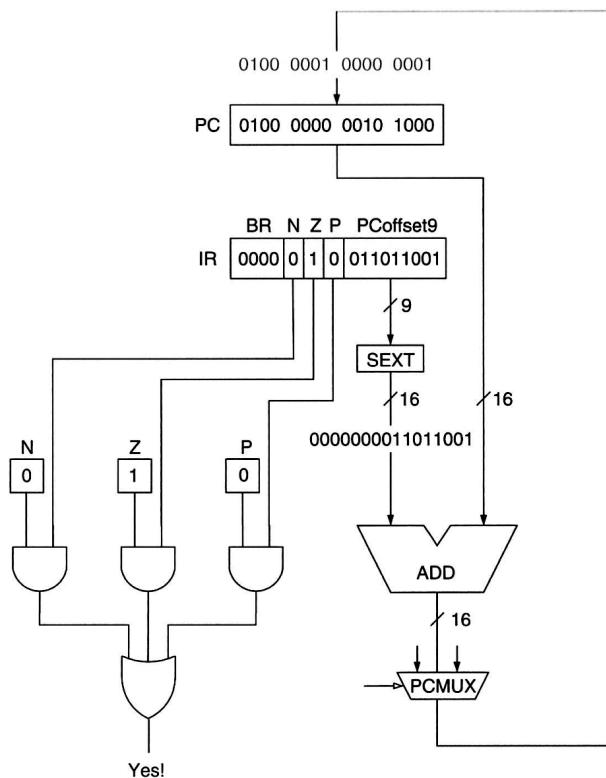 0100 0001 0000 0001
PC 0100 0000 0010 1000
BR N Z P PCoffset9
IR 0000 0 1 0 011011001
9
SEXT
16 16
0000000011011001
N Z P
0 1 0
ADD
16
PCMUX
Yes!